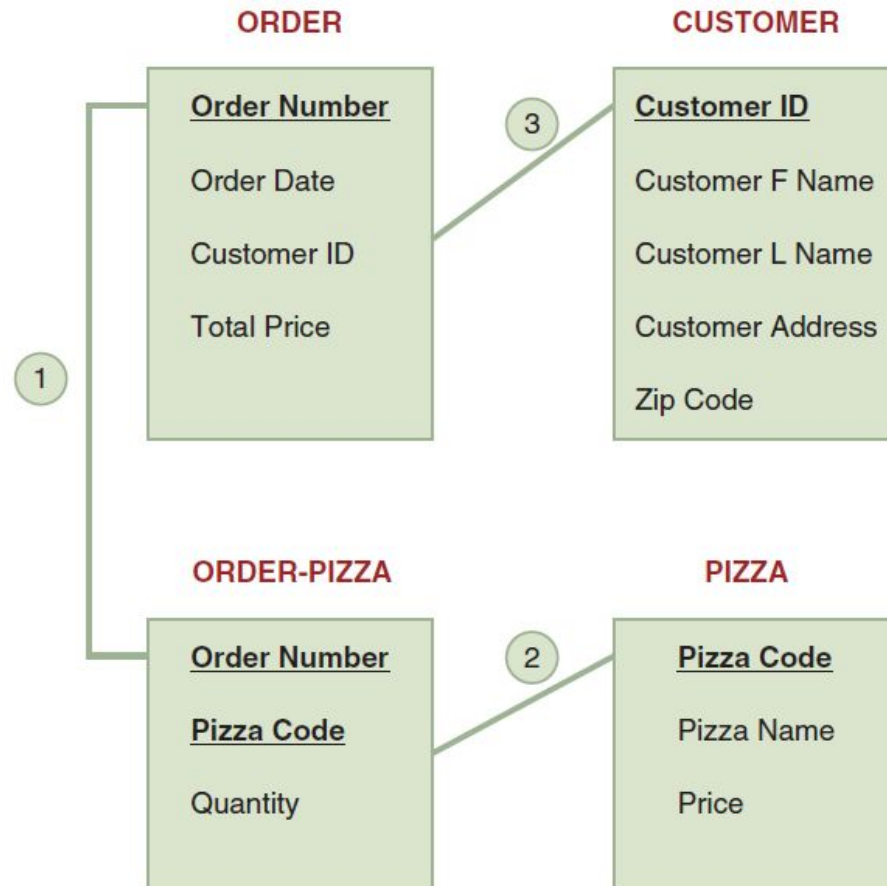 ORDER
CUSTOMER
Order Number
Order Date
Customer ID
Total Price
3
Customer ID
Customer F Name
Customer L Name
Customer Address
Zip Code
1
ORDER-PIZZA
PIZZA
Order Number
Pizza Code
Quantity
2
Pizza Code
Pizza Name
Price